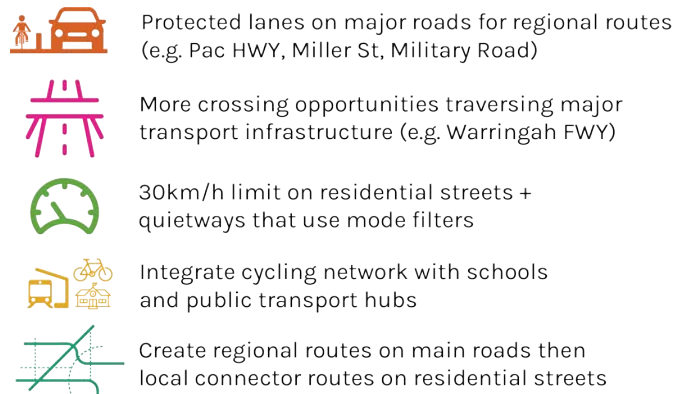 Protected lanes on major roads for regional routes
(e.g. Pac HWY, Miller St, Military Road)
More crossing opportunities traversing major
transport infrastructure (e.g. Warringah FWY)
30km/h limit on residential streets +
quietways that use mode filters
Integrate cycling network with schools
and public transport hubs
Create regional routes on main roads then
local connector routes on residential streets